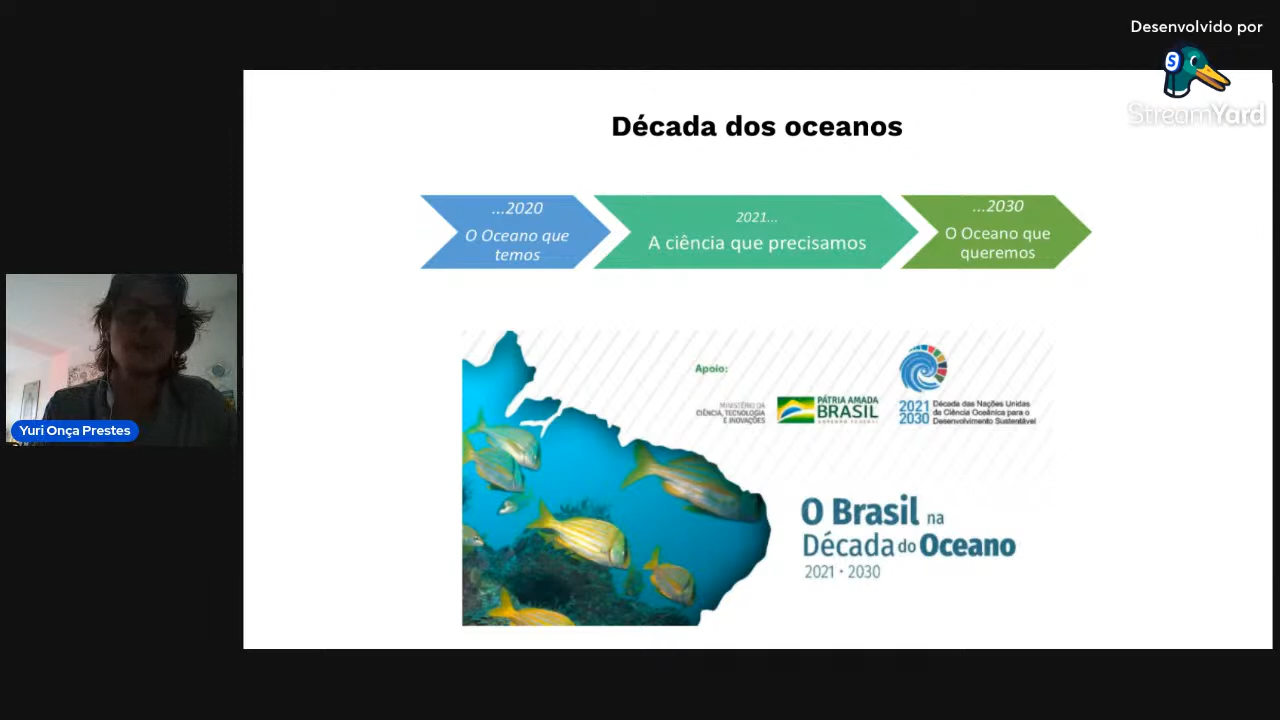 Desenvolvido por
StreamYard
Década dos oceanos
...2020
O Oceano que
temos
2021...
A ciência que precisamos
...2030
O Oceano que
queremos
Apoio:
MINISTÉRIO DA
CIÊNCIA, TECNOLOGIA
E INOVAÇÕES
PÁTRIA AMADA
BRASIL
GOVERNO FEDERAL
2021
2030
Década das Nações Unidas
da Ciência Oceânica para o
Desenvolvimento Sustentável
O Brasil na
Década do Oceano
2021 • 2030
Yuri Onça Prestes